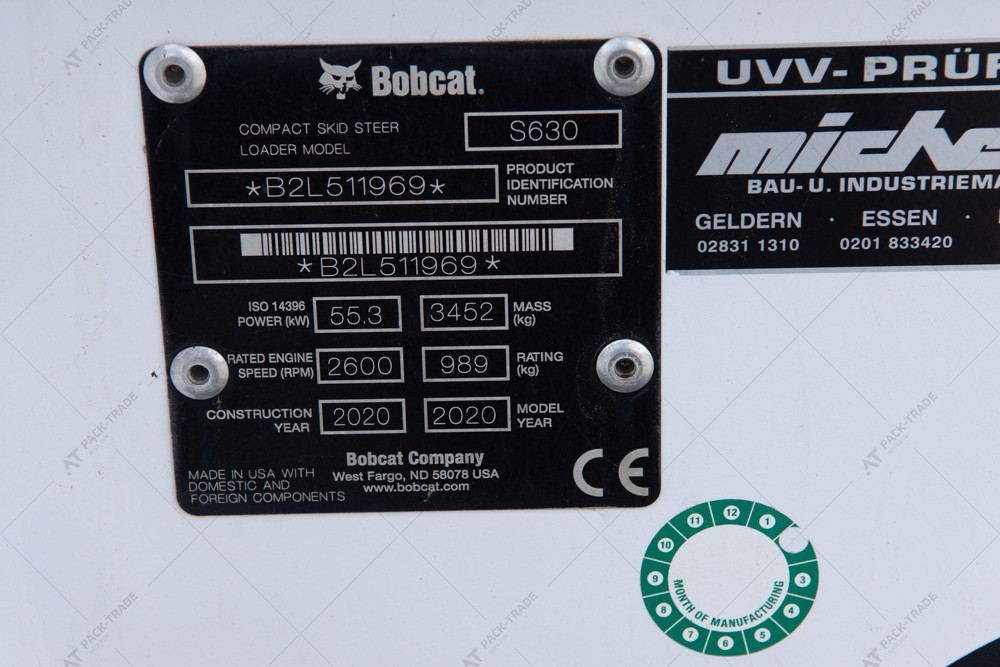 Bobcat.
COMPACT SKID STEER
LOADER MODEL
S630
*B2L511969*
PRODUCT
IDENTIFICATION
NUMBER
*B2L511969*
ISO 14396
POWER (kW)
55.3
3452
MASS
(kg)
RATED ENGINE
SPEED (RPM)
2600
989
RATING
(kg)
CONSTRUCTION
YEAR
2020
2020
MODEL
YEAR
Bobcat Company
West Fargo, ND 58078 USA
www.bobcat.com
MADE IN USA WITH
DOMESTIC AND
FOREIGN COMPONENTS
CE
UVV- PRÜF
miche
BAU- U. INDUSTRIEMA
GELDERN · ESSEN ·
02831 1310 0201 833420
12
1
3
4
5
6
7
8
9
10
11
MONTH OF MANUFACTURING
AT PACK-TRADE